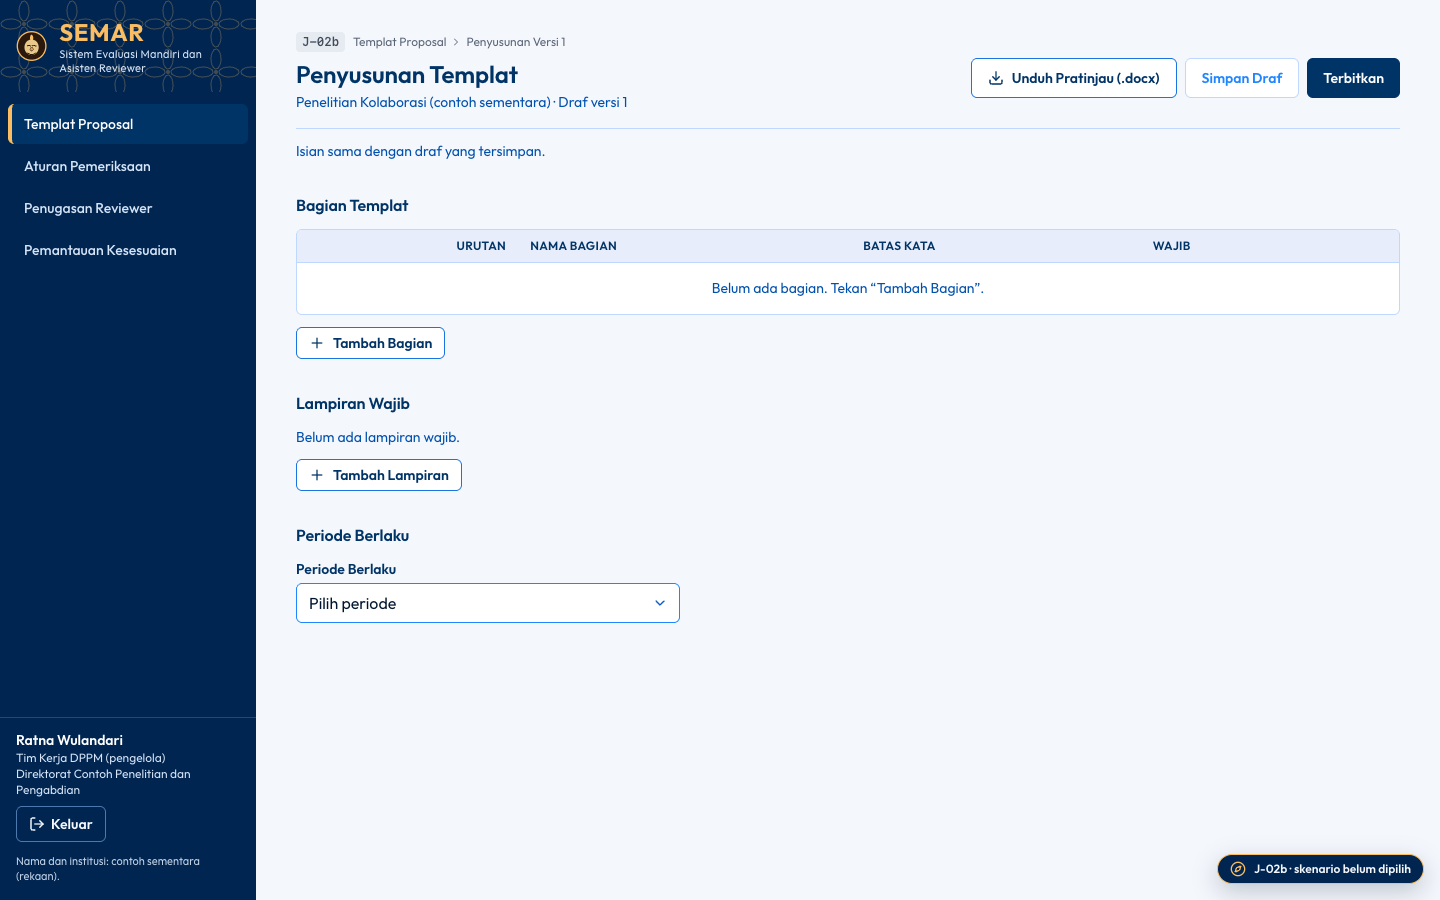 SEMAR
Sistem Evaluasi Mandiri dan
Asisten Reviewer
Templat Proposal
Aturan Pemeriksaan
Penugasan Reviewer
Pemantauan Kesesuaian
Ratna Wulandari
Tim Kerja DPPM (pengelola)
Direktorat Contoh Penelitian dan
Pengabdian
Keluar
Nama dan institusi: contoh sementara
(rekaan).
J-02b Templat Proposal > Penyusunan Versi 1
Penyusunan Templat
Penelitian Kolaborasi (contoh sementara) · Draf versi 1
Unduh Pratinjau (.docx) Simpan Draf Terbitkan
Isian sama dengan draf yang tersimpan.
Bagian Templat
URUTAN NAMA BAGIAN BATAS KATA WAJIB
Belum ada bagian. Tekan “Tambah Bagian”.
Tambah Bagian
Lampiran Wajib
Belum ada lampiran wajib.
Tambah Lampiran
Periode Berlaku
Periode Berlaku
Pilih periode
J-02b · skenario belum dipilih